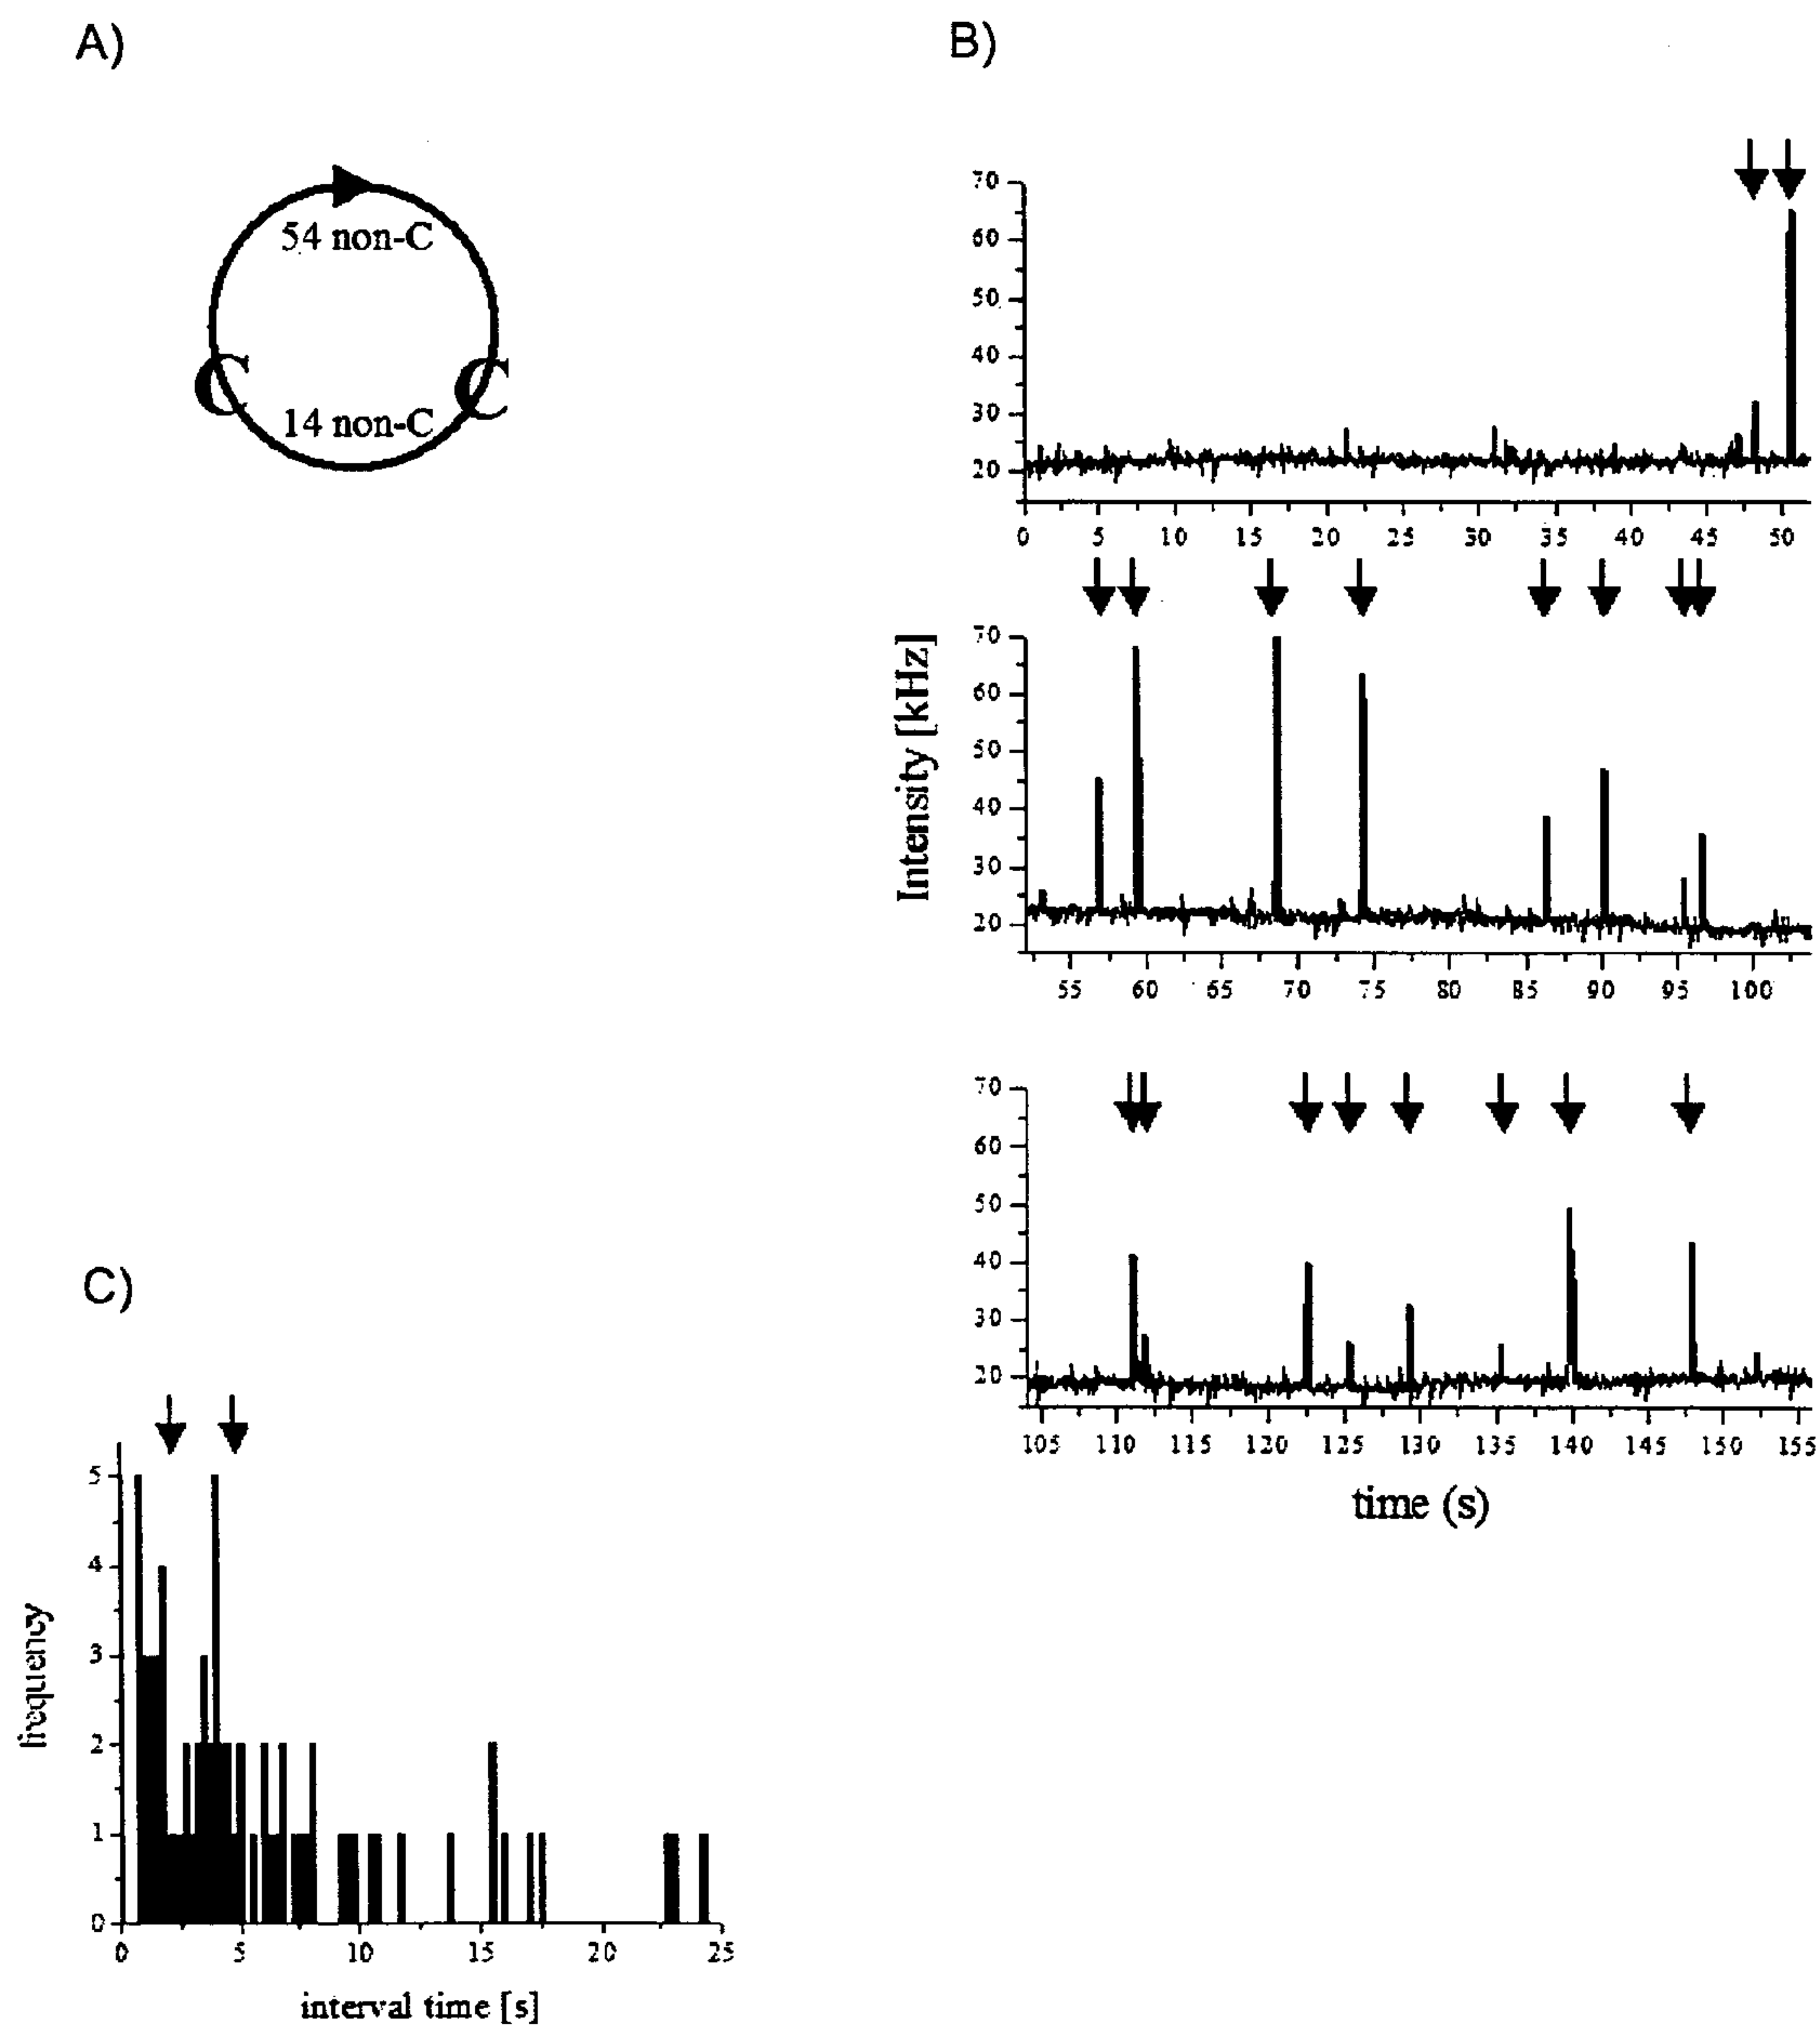 A)
54 non-C
C C
14 non-C
B)
70
60
50
40
30
20
0 5 10 15 20 25 30 35 40 45 50
Intensity [kHz]
70
60
50
40
30
20
55 60 65 70 75 80 85 90 95 100
70
60
50
40
30
20
105 110 115 120 125 130 135 140 145 150 155
time (s)
C)
frequency
5
4
3
2
1
0
0 5 10 15 20 25
interval time [s]